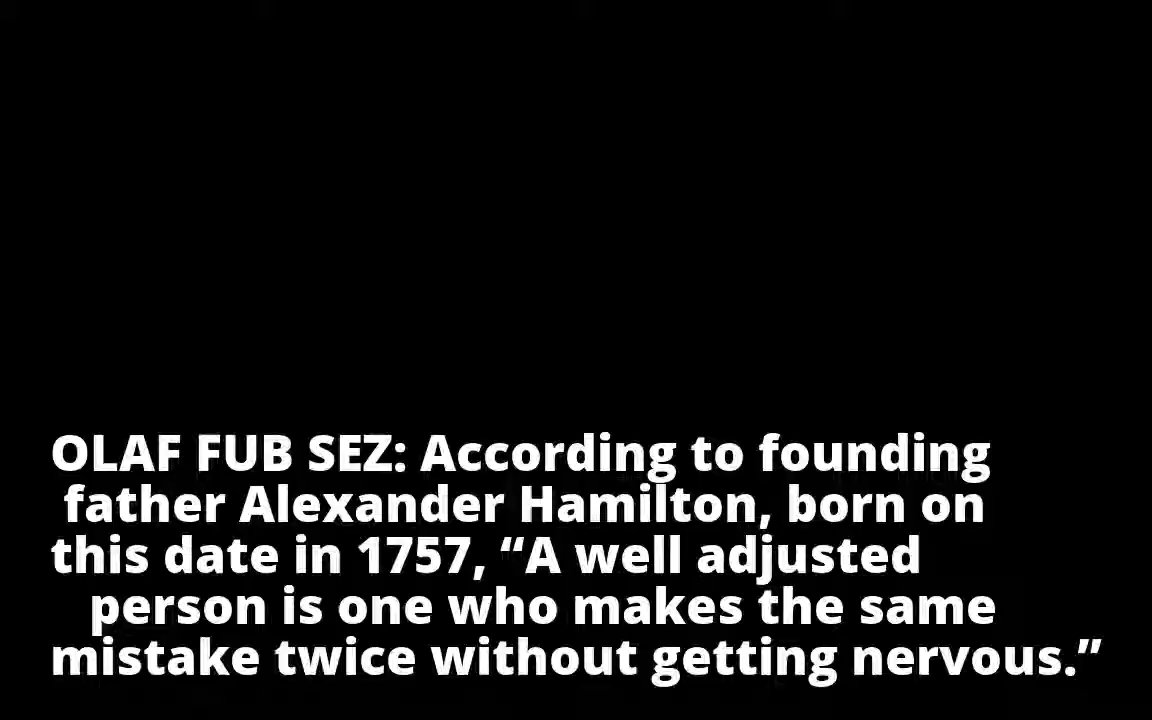 OLAF FUB SEZ: According to founding
father Alexander Hamilton, born on
this date in 1757, “A well adjusted
person is one who makes the same
mistake twice without getting nervous.”